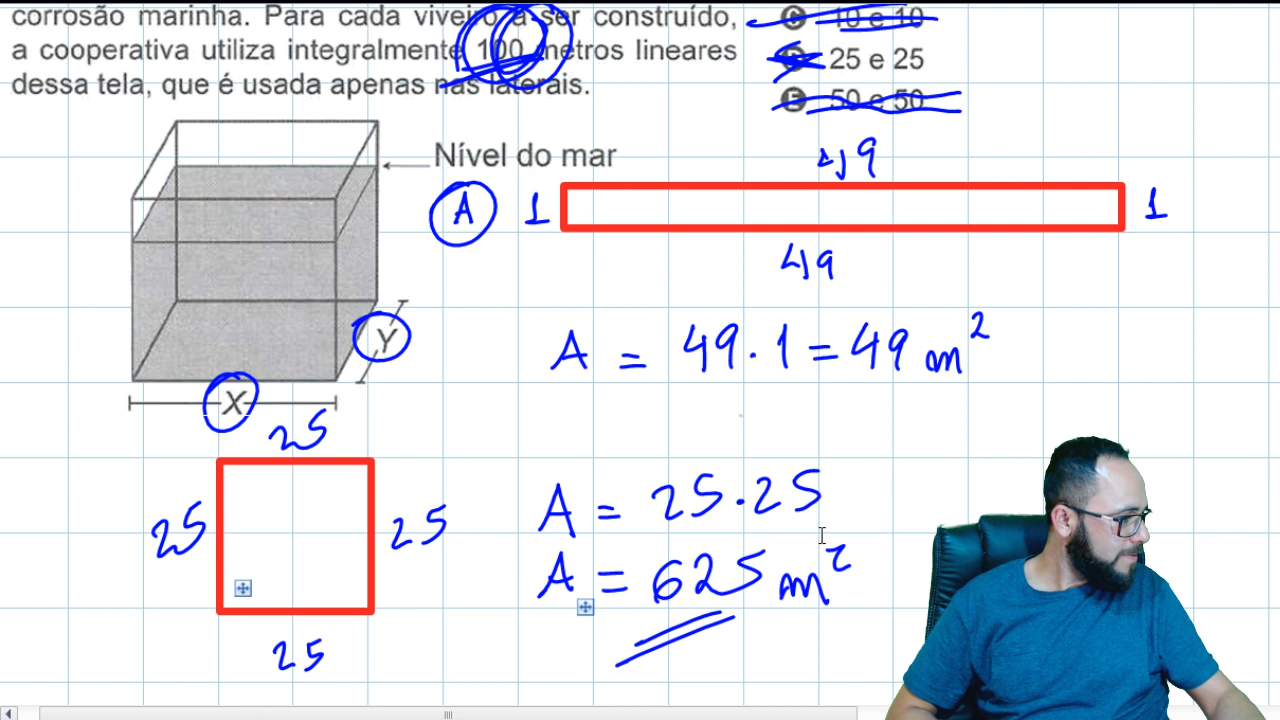 corrosão marinha. Para cada viveiro a ser construído,
a cooperativa utiliza integralmente 100 metros lineares
dessa tela, que é usada apenas nas laterais.
C 10 e 10
D 25 e 25
E 50 e 50
Nível do mar
Y
X
A
49
1
1
49
A = 49 . 1 = 49 m²
25
25
25
25
A = 25 . 25
A = 625 m²